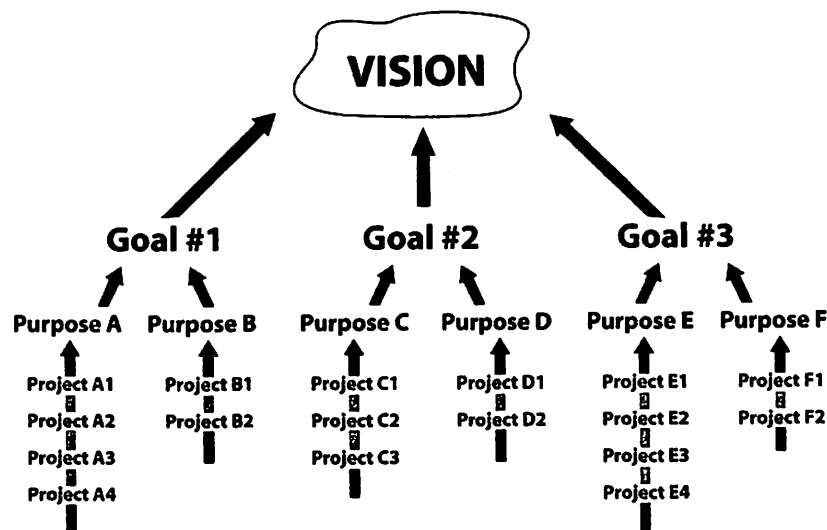 VISION
Goal #1 Goal #2 Goal #3
Purpose A Purpose B Purpose C Purpose D Purpose E Purpose F
Project A1 Project B1 Project C1 Project D1 Project E1 Project F1
Project A2 Project B2 Project C2 Project D2 Project E2 Project F2
Project A3 Project C3 Project E3
Project A4 Project E4